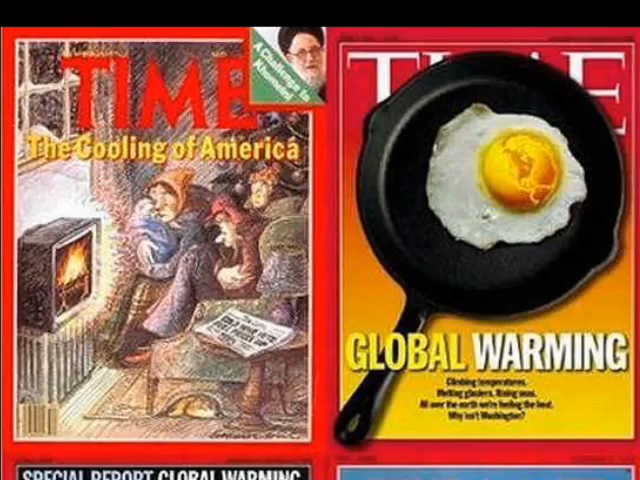 TIME
A Challenge to
Khomeini
The Cooling of America
TIME
GLOBAL WARMING
Climbing temperatures.
Melting glaciers. Rising seas.
All over the earth we're feeling the heat.
Why isn't Washington?
SPECIAL REPORT GLOBAL WARMING